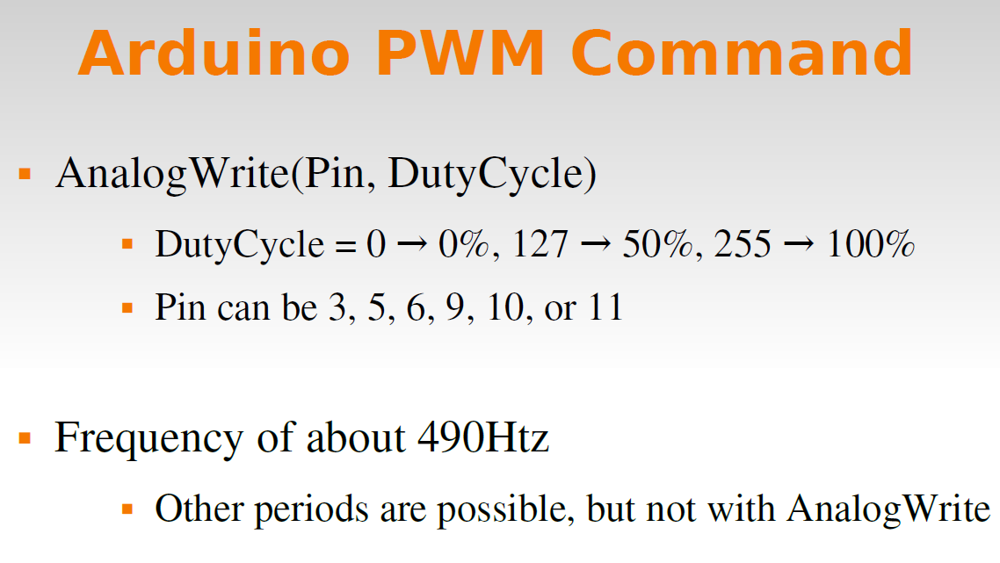 Arduino PWM Command
AnalogWrite(Pin, DutyCycle)
DutyCycle = 0 → 0%, 127 → 50%, 255 → 100%
Pin can be 3, 5, 6, 9, 10, or 11
Frequency of about 490Htz
Other periods are possible, but not with AnalogWrite